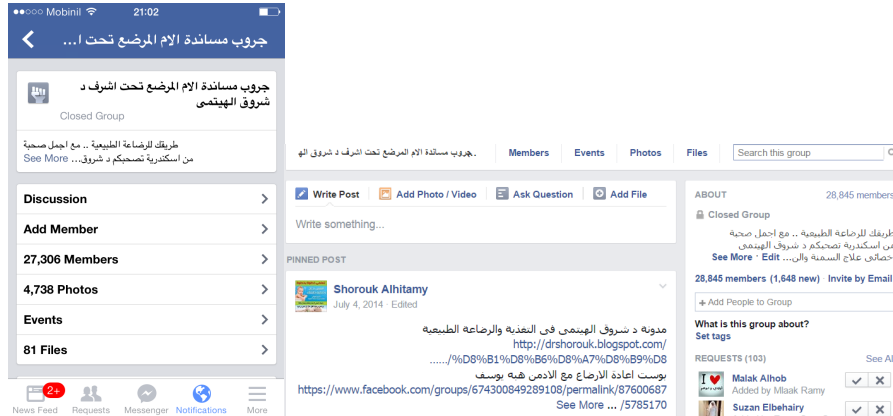 Mobinil 21:02
جروب مساندة الام المرضع تحت ا...
جروب مساندة الام المرضع تحت اشرف د
شروق الهيتمى
Closed Group
طريقك للرضاعة الطبيعية .. مع اجمل صحبة
من اسكندرية تصحبكم د شروق... See More
Discussion
Add Member
27,306 Members
4,738 Photos
Events
81 Files
2+
News Feed Requests Messenger Notifications More
جروب مساندة الام المرضع تحت اشرف د شروق اله.. Members Events Photos Files Search this group
Write Post Add Photo / Video Ask Question Add File
Write something...
PINNED POST
Shorouk Alhitamy
July 4, 2014 · Edited
مدونة د شروق الهيتمى فى التغذية والرضاعة الطبيعية
http://drshorouk.blogspot.com/
....../%D8%B1%D8%B6%D8%A7%D8%B9%D8
بوست اعادة الارضاع مع الادمن هبه يوسف
https://www.facebook.com/groups/674300849289108/permalink/87600687
See More ... /5785170
ABOUT 28,845 members
Closed Group
طريقك للرضاعة الطبيعية .. مع اجمل صحبة
من اسكندرية تصحبكم د شروق الهيتمى
اخصائى علاج السمنة والن... See More · Edit
28,845 members (1,648 new) · Invite by Email
+ Add People to Group
What is this group about?
Set tags
REQUESTS (103) See Al
Malak Alhob
Added by Mlaak Ramy
Suzan Elbehairy